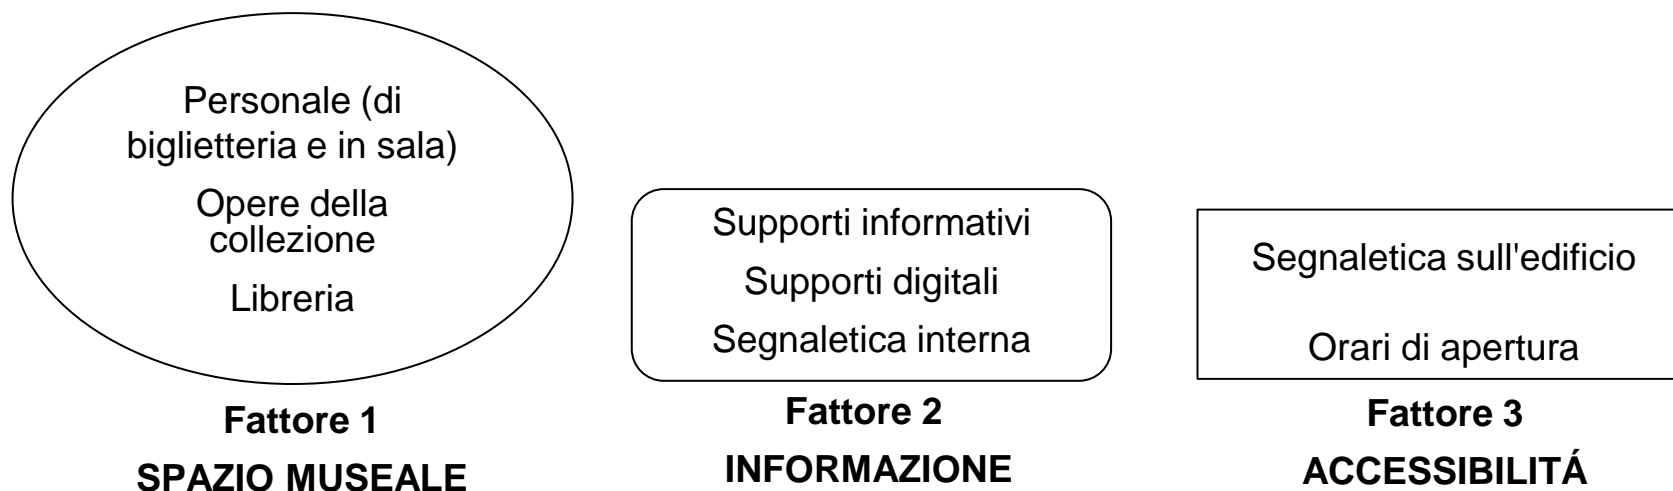 Personale (di
biglietteria e in sala)
Opere della
collezione
Libreria
Fattore 1
SPAZIO MUSEALE
Supporti informativi
Supporti digitali
Segnaletica interna
Fattore 2
INFORMAZIONE
Segnaletica sull'edificio
Orari di apertura
Fattore 3
ACCESSIBILITÁ